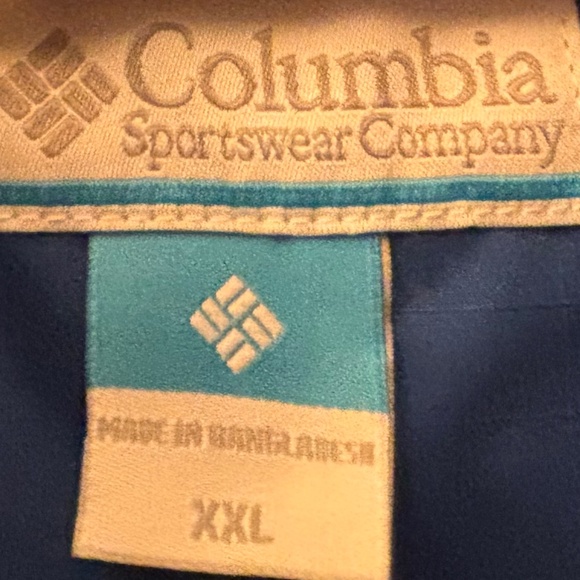 Columbia
Sportswear Company
MADE IN BANGLADESH
XXL